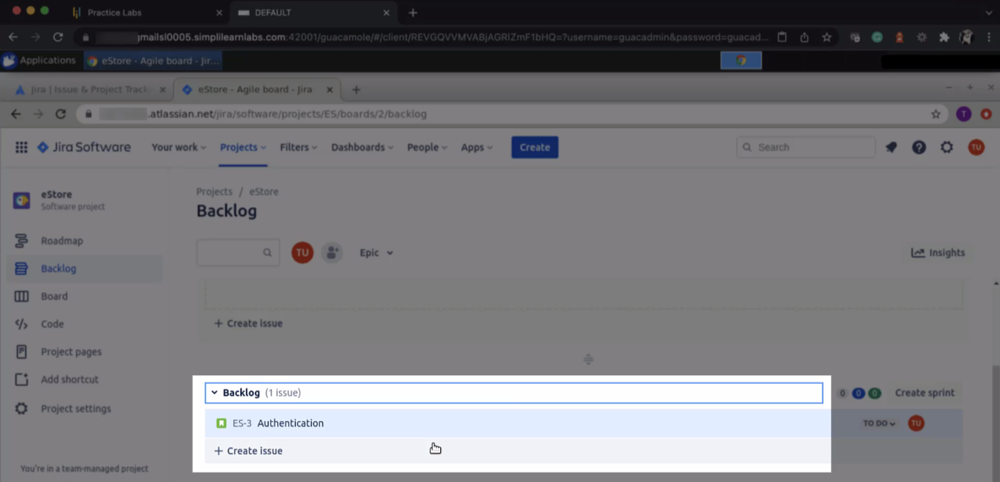 Practice Labs
DEFAULT
gmailsl0005.simplilearnlabs.com:42001/guacamole/#/client/REVGQVVMVABjAGRIZmF1bHQ=?username=guacadmin&password=guacad...
Applications
eStore - Agile board - Jir...
Jira | Issue & Project Track
eStore - Agile board - Jira
.atlassian.net/jira/software/projects/ES/boards/2/backlog
T
Jira Software
Your work
Projects
Filters
Dashboards
People
Apps
Create
Search
TU
eStore
Software project
Projects / eStore
Backlog
Roadmap
TU
Epic
Insights
Backlog
Board
Code
+ Create issue
Project pages
Add shortcut
Backlog (1 issue)
0 0 0 Create sprint
Project settings
ES-3 Authentication
TO DO
TU
+ Create issue
You're in a team-managed project